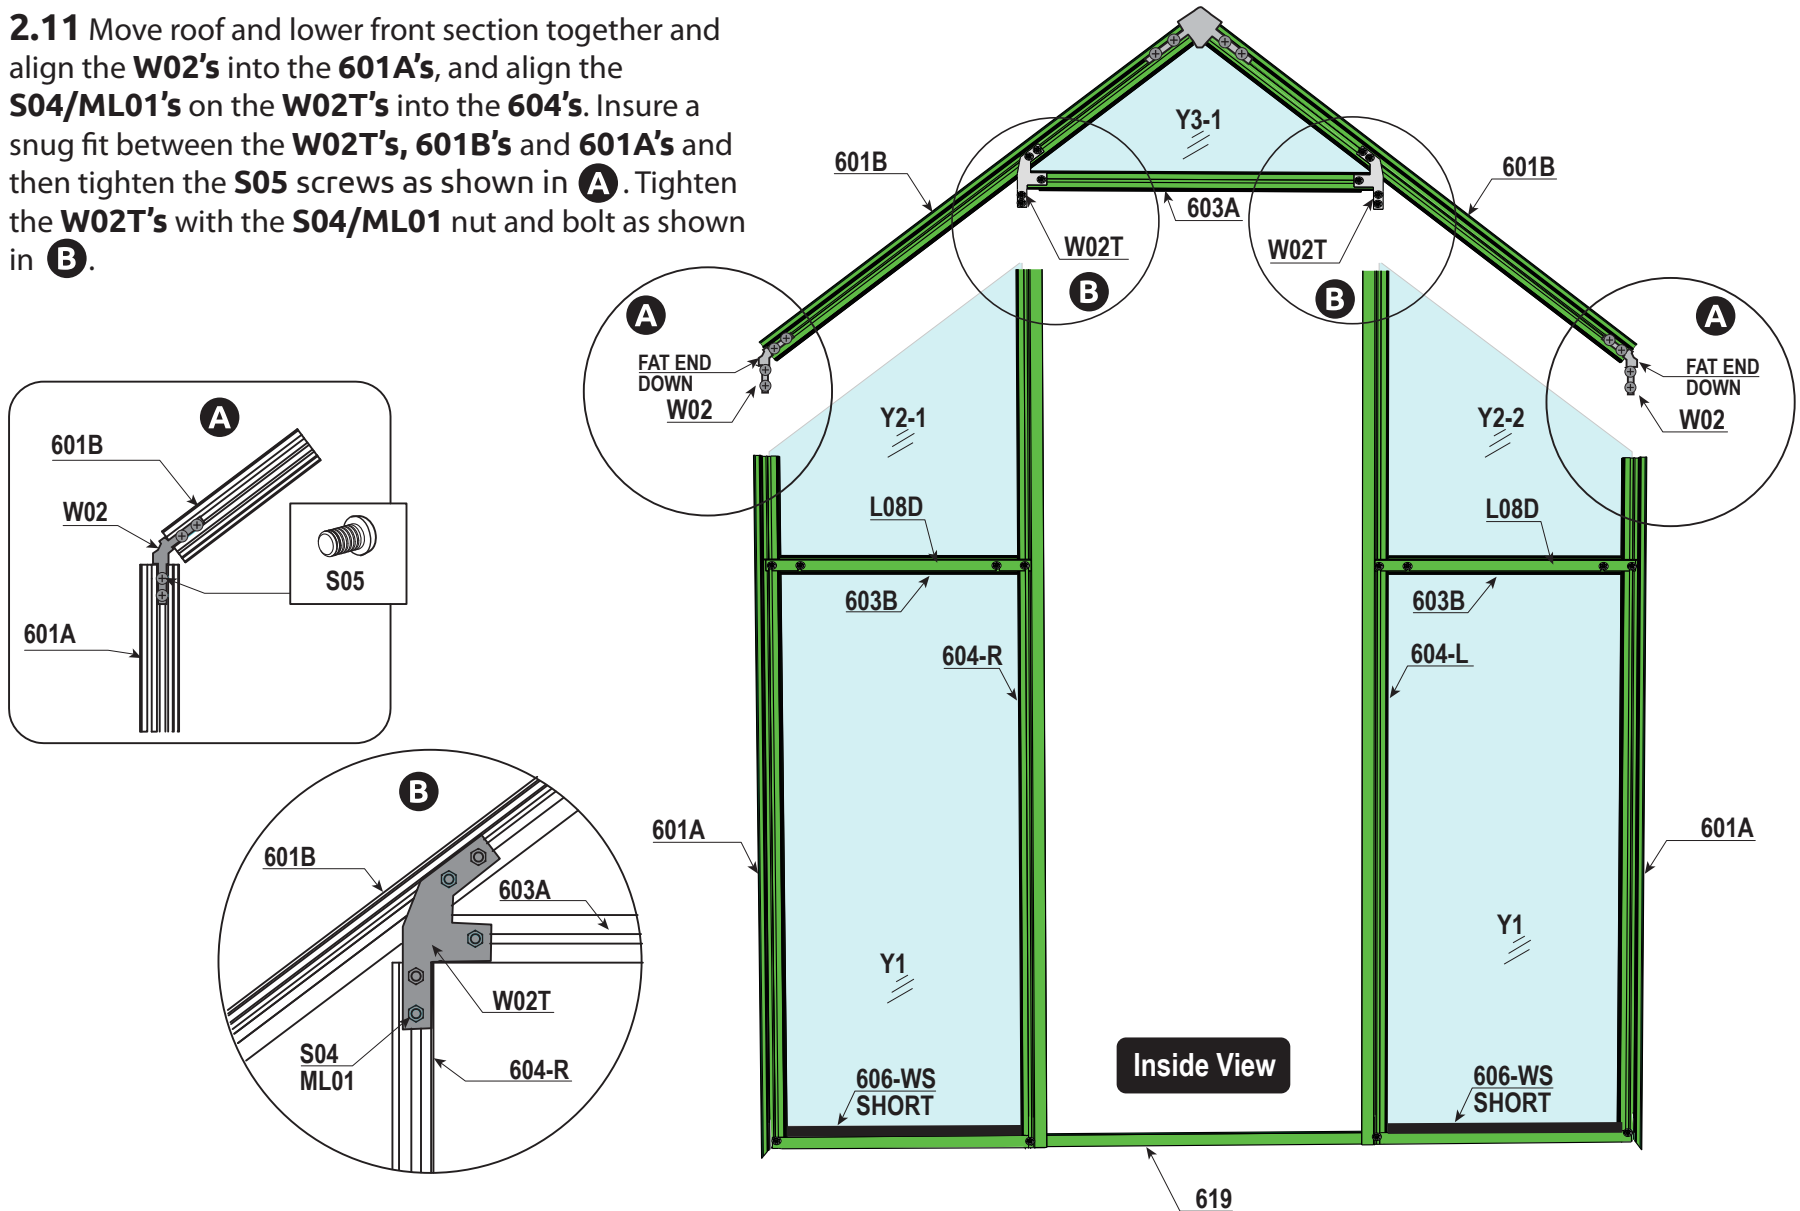 2.11 Move roof and lower front section together and
align the W02's into the 601A's, and align the
S04/ML01's on the W02T's into the 604's. Insure a
snug fit between the W02T's, 601B's and 601A's and
then tighten the S05 screws as shown in A. Tighten
the W02T's with the S04/ML01 nut and bolt as shown
in B.
Y3-1
601B
601B
603A
W02T
W02T
B
B
A
A
FAT END
DOWN
W02
FAT END
DOWN
W02
Y2-1
Y2-2
L08D
L08D
603B
603B
604-R
604-L
601A
601A
Y1
Y1
Inside View
606-WS
SHORT
606-WS
SHORT
619
A
601B
W02
S05
601A
B
601B
603A
W02T
S04
ML01
604-R